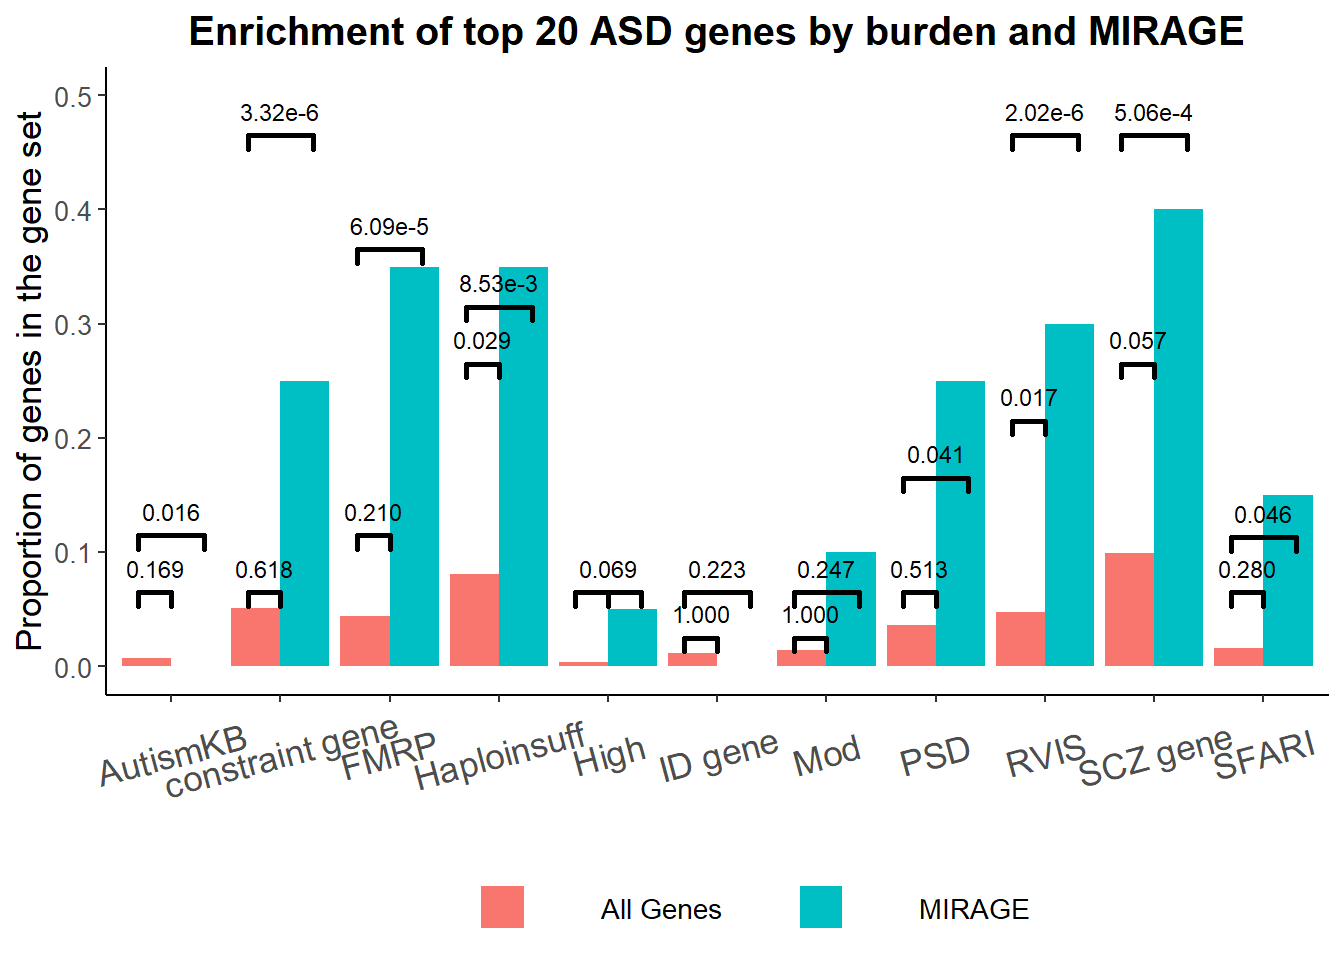 Enrichment of top 20 ASD genes by burden and MIRAGE
Proportion of genes in the gene set
0.5
0.4
0.3
0.2
0.1
0.0
3.32e-6
2.02e-6
5.06e-4
6.09e-5
8.53e-3
0.029
0.057
0.017
0.041
0.016
0.210
0.046
0.169
0.618
0.069
0.223
0.247
0.513
0.280
1.000
1.000
AutismKB
constraint gene
FMRP
Haploinsuff
High
ID gene
Mod
PSD
RVIS
SCZ gene
SFARI
All Genes
MIRAGE